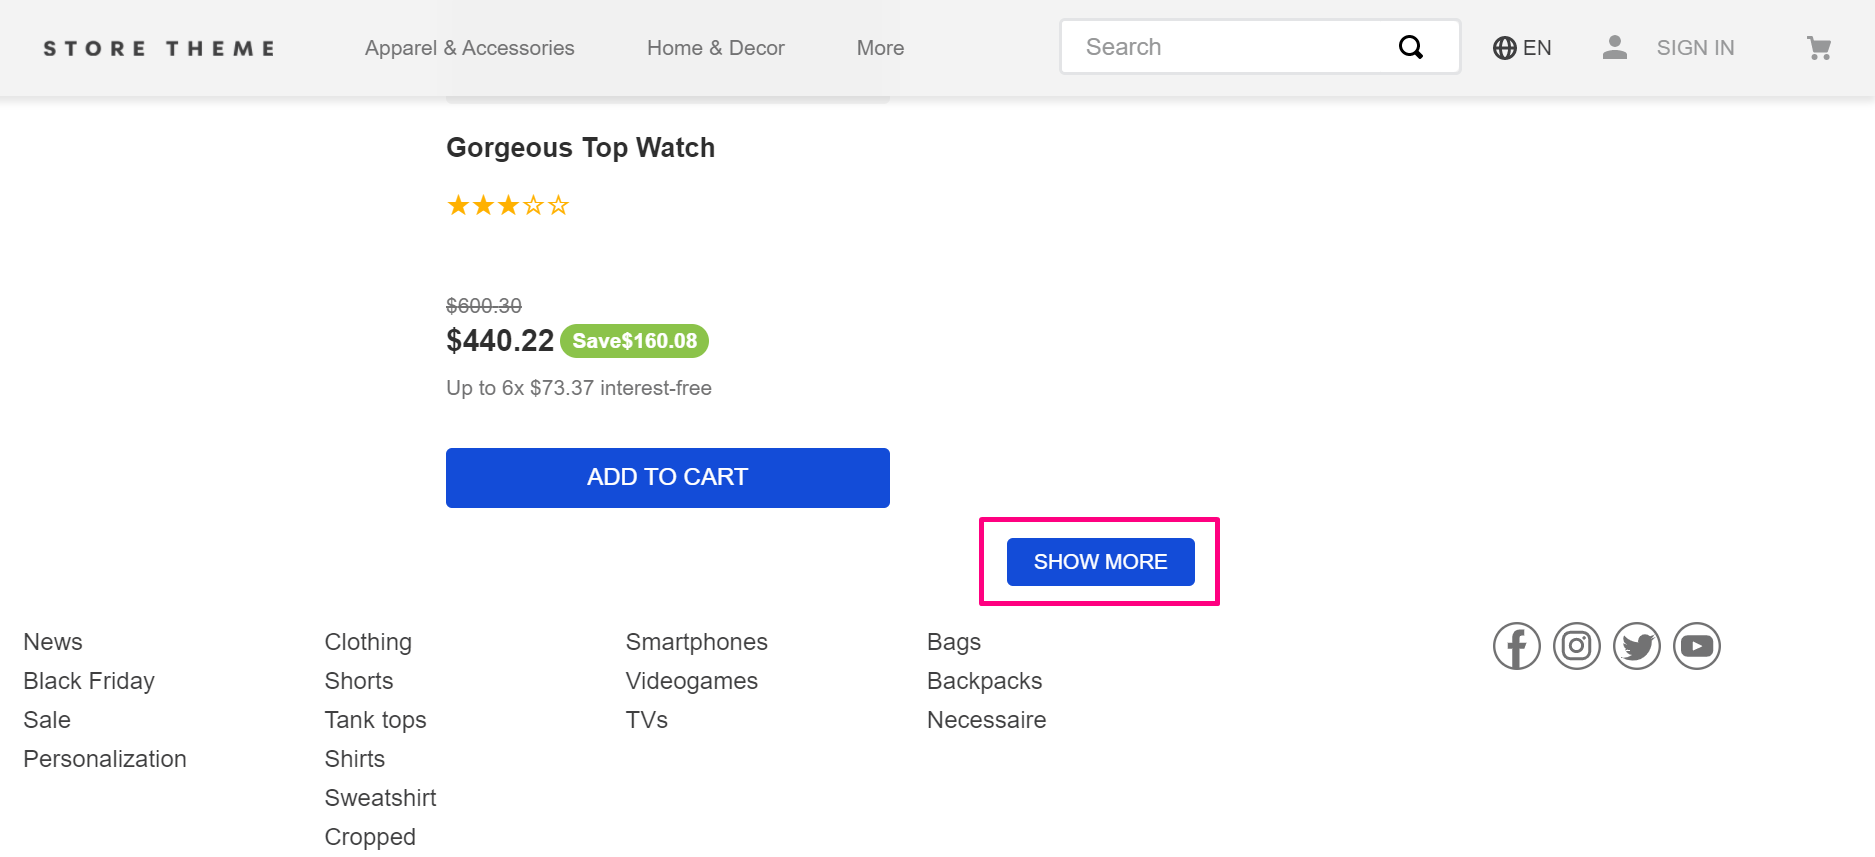 STORE THEME Apparel & Accessories Home & Decor More Search EN SIGN IN
Gorgeous Top Watch
$600.30
$440.22 Save$160.08
Up to 6x $73.37 interest-free
ADD TO CART
SHOW MORE
News
Black Friday
Sale
Personalization
Clothing
Shorts
Tank tops
Shirts
Sweatshirt
Cropped
Smartphones
Videogames
TVs
Bags
Backpacks
Necessaire